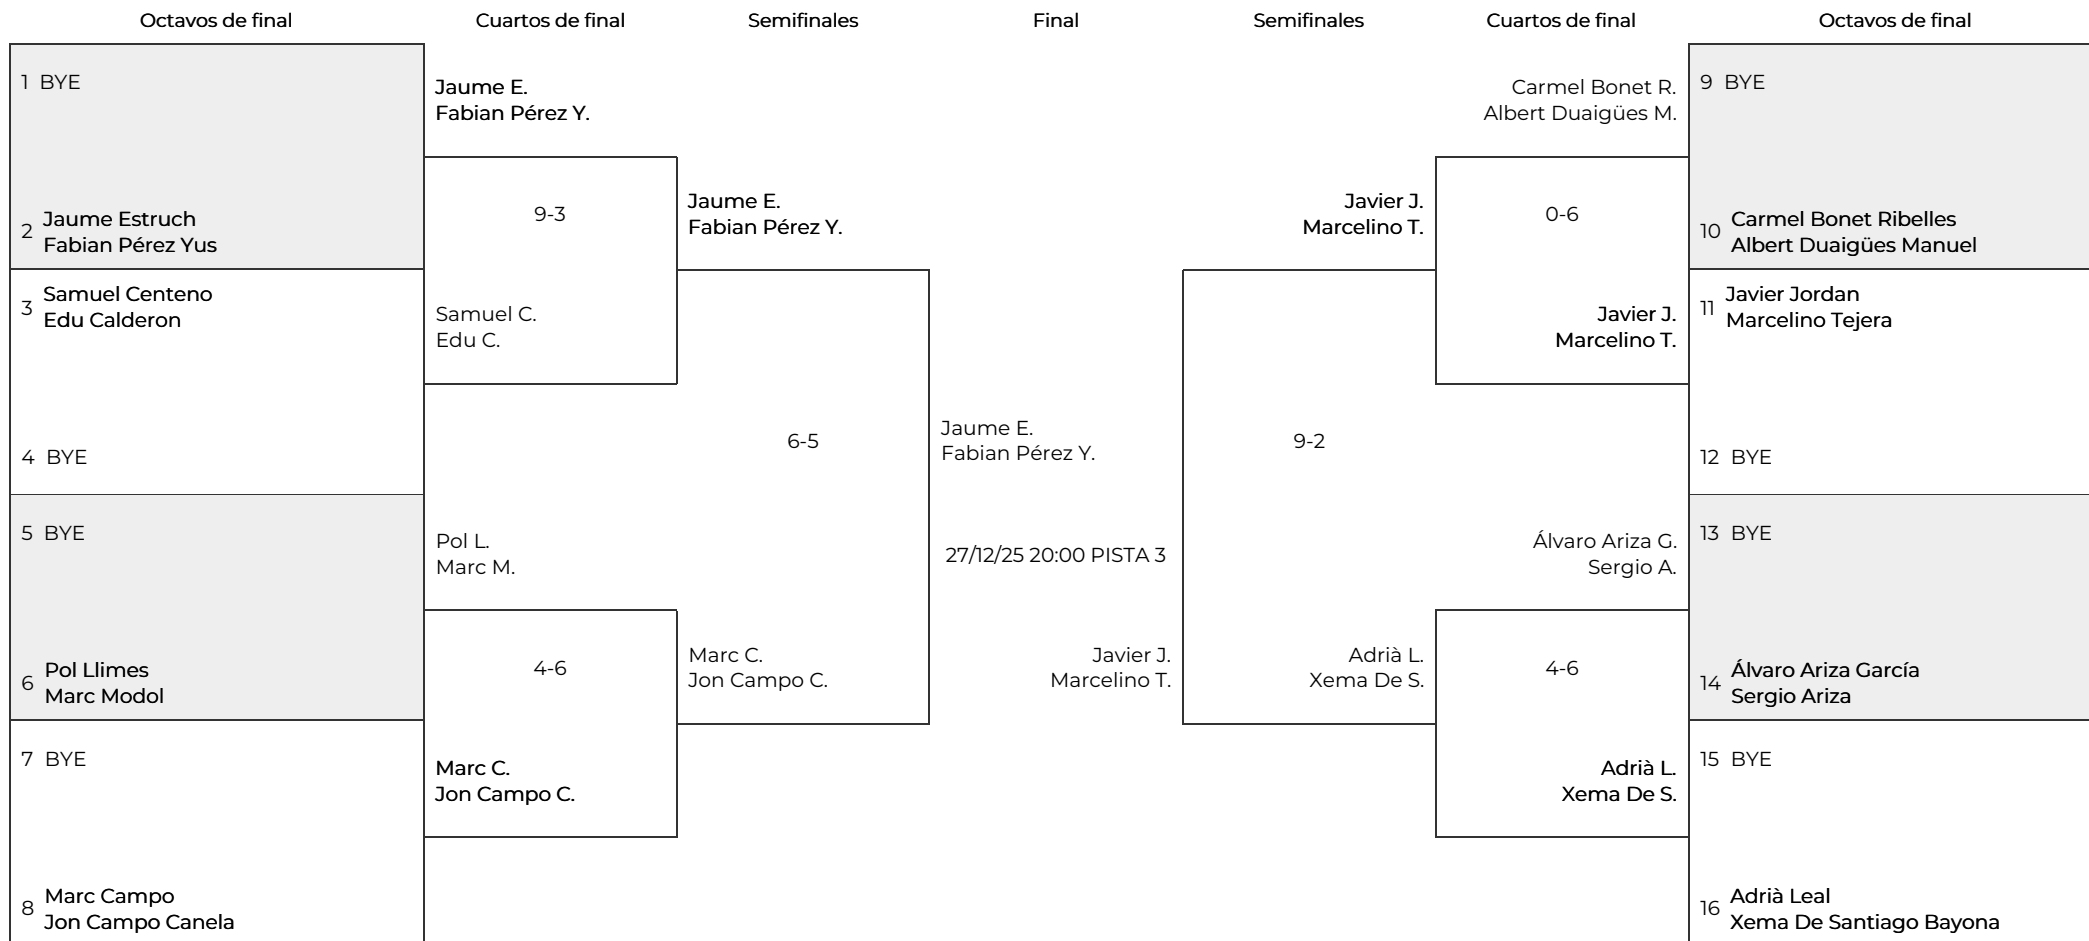 Octavos de final
Cuartos de final
Semifinales
Final
Semifinales
Cuartos de final
Octavos de final
1 BYE
2 Jaume Estruch
Fabian Pérez Yus
3 Samuel Centeno
Edu Calderon
4 BYE
5 BYE
6 Pol Llimes
Marc Modol
7 BYE
8 Marc Campo
Jon Campo Canela
Jaume E.
Fabian Pérez Y.
9-3
Samuel C.
Edu C.
Pol L.
Marc M.
4-6
Marc C.
Jon Campo C.
Jaume E.
Fabian Pérez Y.
6-5
Marc C.
Jon Campo C.
Jaume E.
Fabian Pérez Y.
27/12/25 20:00 PISTA 3
Javier J.
Marcelino T.
Javier J.
Marcelino T.
9-2
Adrià L.
Xema De S.
Carmel Bonet R.
Albert Duaigües M.
0-6
Javier J.
Marcelino T.
Álvaro Ariza G.
Sergio A.
4-6
Adrià L.
Xema De S.
9 BYE
10 Carmel Bonet Ribelles
Albert Duaigües Manuel
11 Javier Jordan
Marcelino Tejera
12 BYE
13 BYE
14 Álvaro Ariza García
Sergio Ariza
15 BYE
16 Adrià Leal
Xema De Santiago Bayona